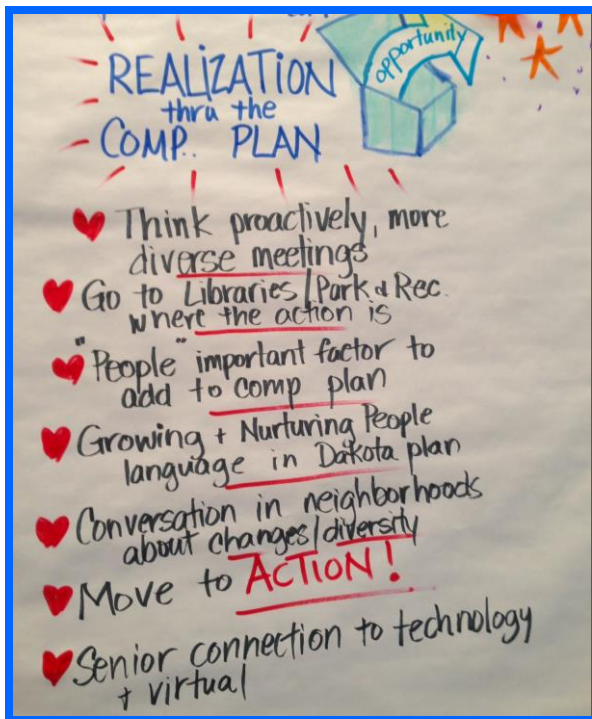 opportunity
REALIZATION
thru the
COMP. PLAN
Think proactively, more
diverse meetings
Go to Libraries/Park & Rec.
where the action is
"People" important factor to
add to comp plan
Growing + Nurturing People
language in Dakota plan
Conversation in neighborhoods
about changes/diversity
Move to ACTION!
Senior connection to technology
+ virtual